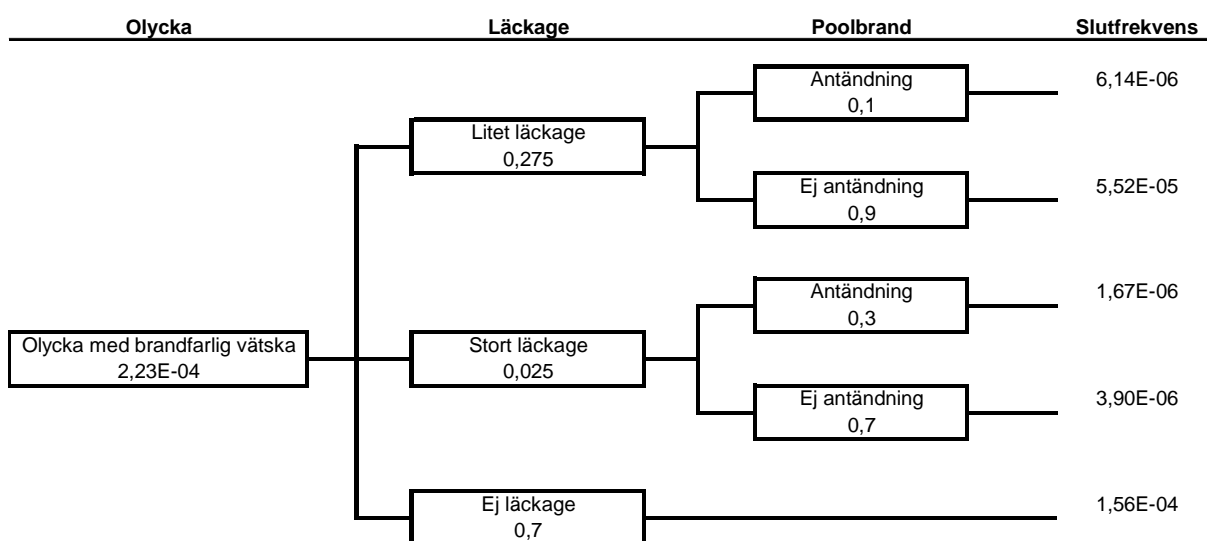 Olycka Läckage Poolbrand Slutfrekvens
Antändning
0,1
6,14E-06
Litet läckage
0,275
Ej antändning
0,9
5,52E-05
Antändning
0,3
1,67E-06
Olycka med brandfarlig vätska
2,23E-04
Stort läckage
0,025
Ej antändning
0,7
3,90E-06
Ej läckage
0,7
1,56E-04